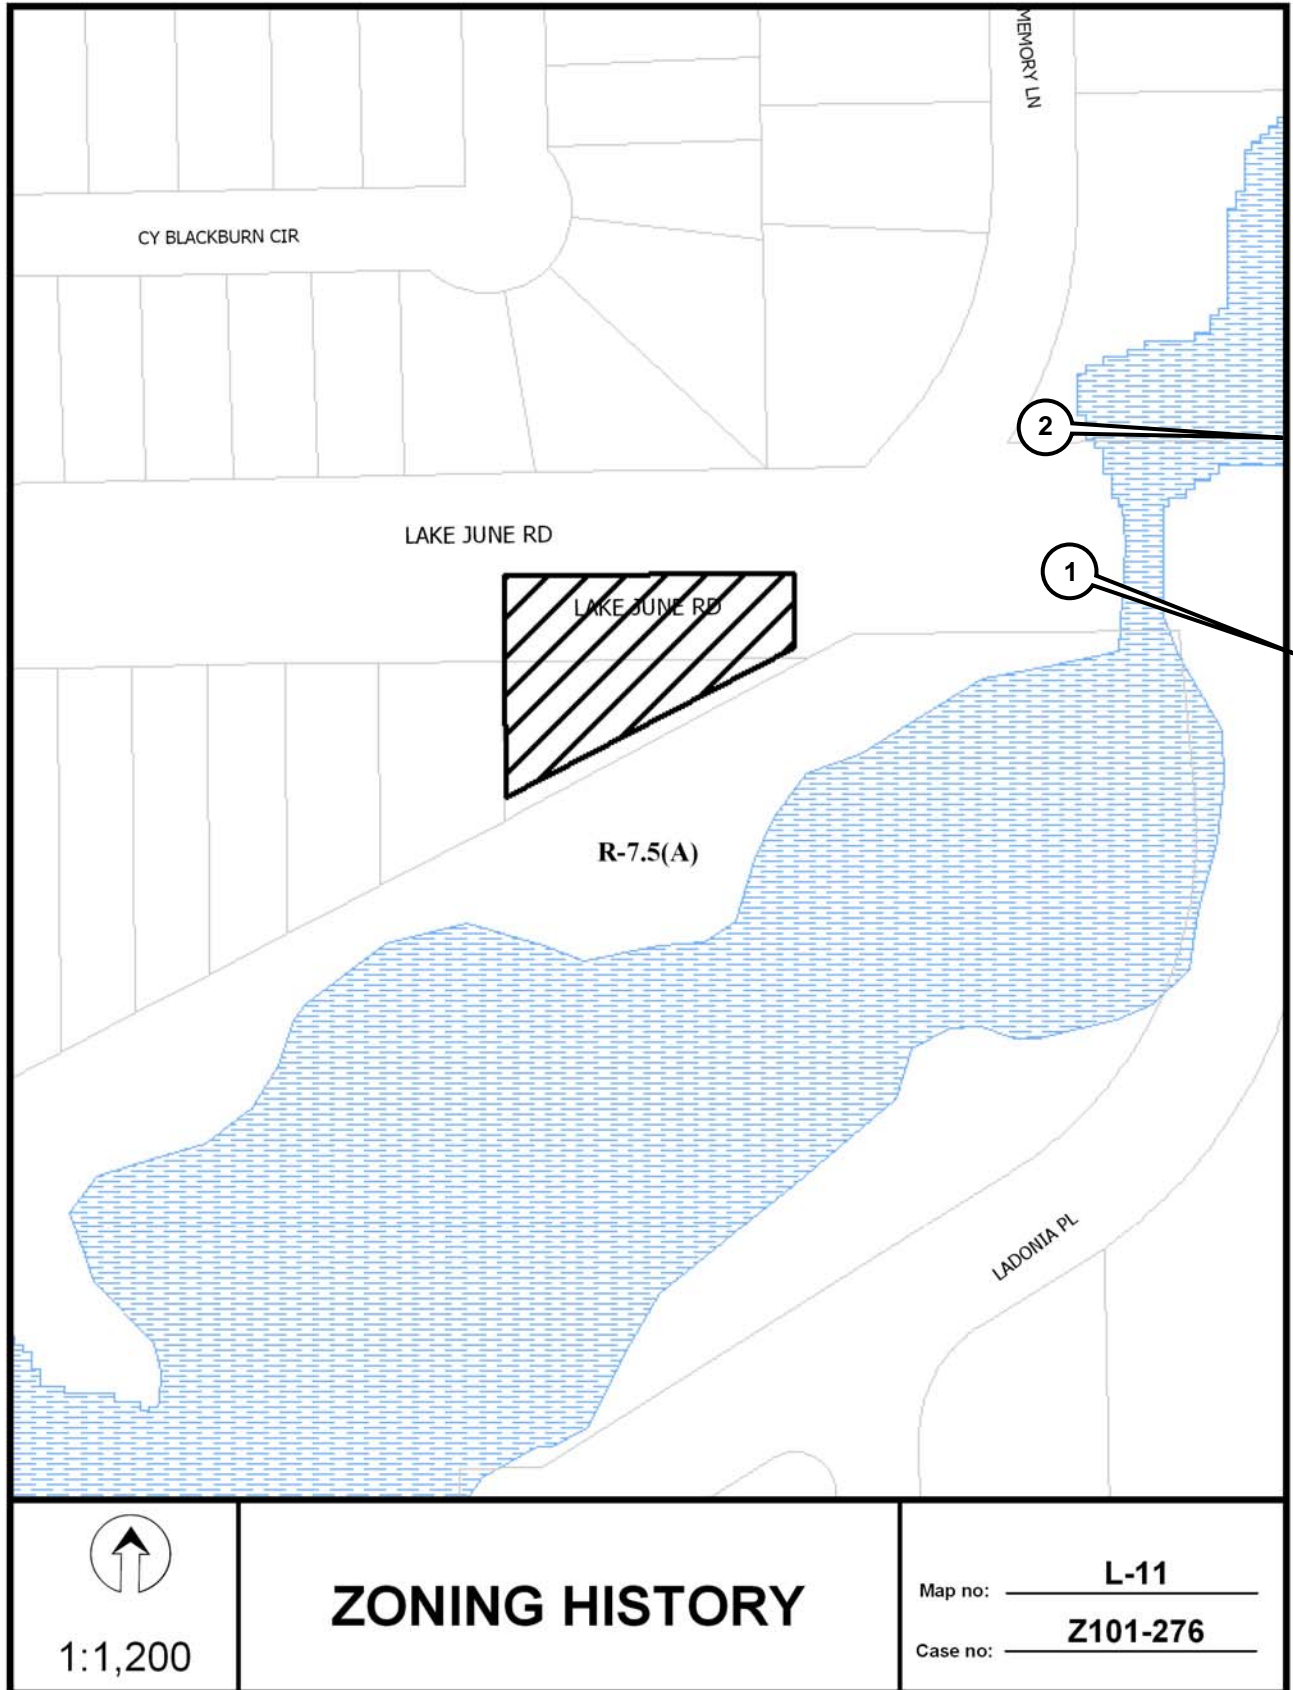 MEMORY LN
CY BLACKBURN CIR
2
LAKE JUNE RD
1
LAKE JUNE RD
R-7.5(A)
LADONIA PL
1:1,200
ZONING HISTORY
Map no: L-11
Case no: Z101-276